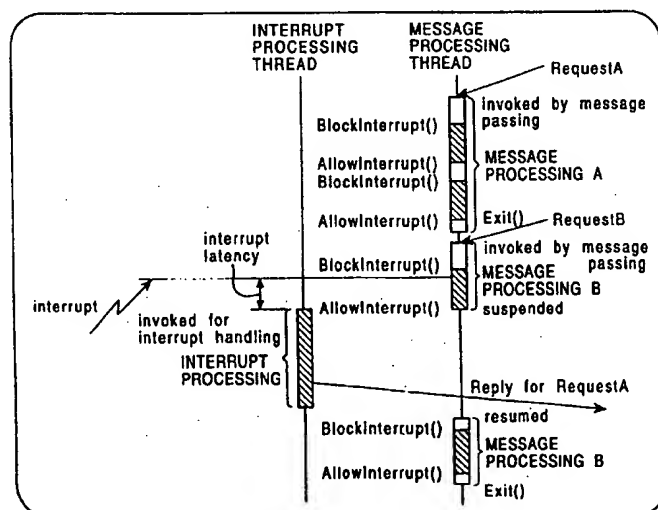 INTERRUPT
PROCESSING
THREAD
MESSAGE
PROCESSING
THREAD
RequestA
invoked by message
passing
BlockInterrupt()
AllowInterrupt()
BlockInterrupt()
MESSAGE
PROCESSING A
AllowInterrupt()
Exit()
RequestB
interrupt
latency
invoked by message
passing
BlockInterrupt()
MESSAGE
PROCESSING B
interrupt
AllowInterrupt()
suspended
invoked for
interrupt handling
INTERRUPT
PROCESSING
Reply for RequestA
resumed
BlockInterrupt()
MESSAGE
PROCESSING B
AllowInterrupt()
Exit()